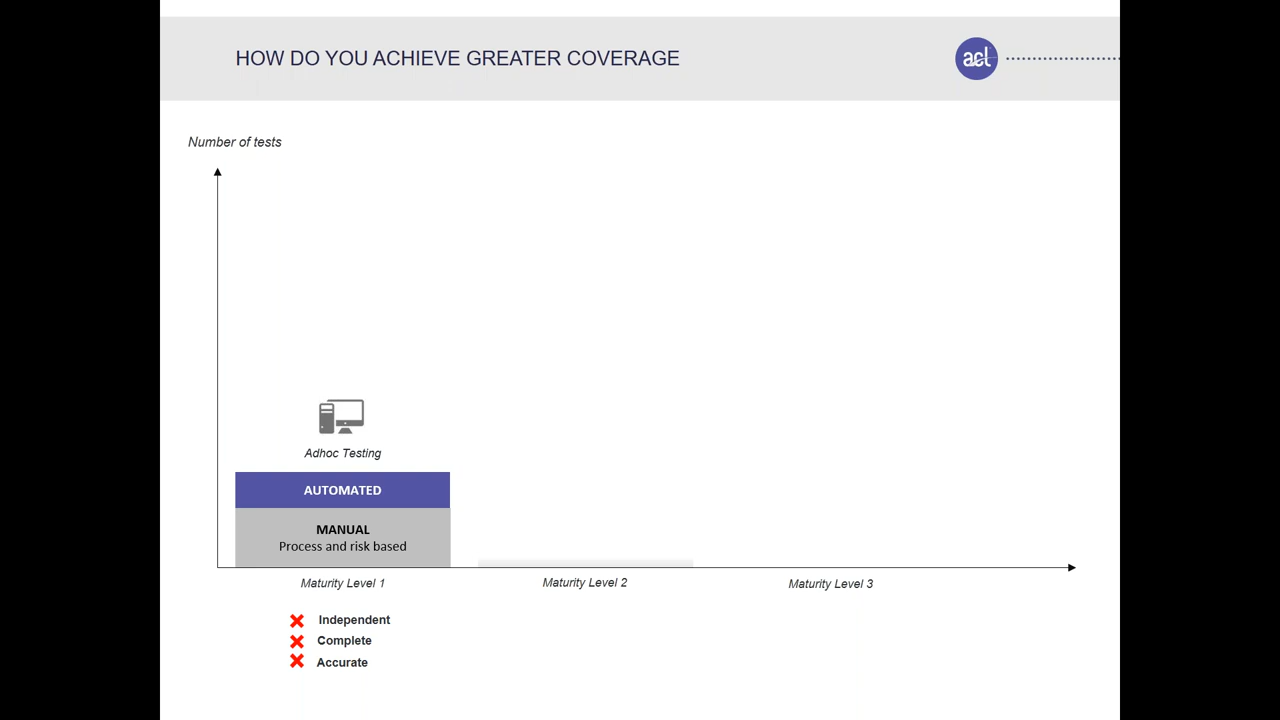 HOW DO YOU ACHIEVE GREATER COVERAGE
acl
Number of tests
Adhoc Testing
AUTOMATED
MANUAL
Process and risk based
Maturity Level 1
Maturity Level 2
Maturity Level 3
Independent
Complete
Accurate